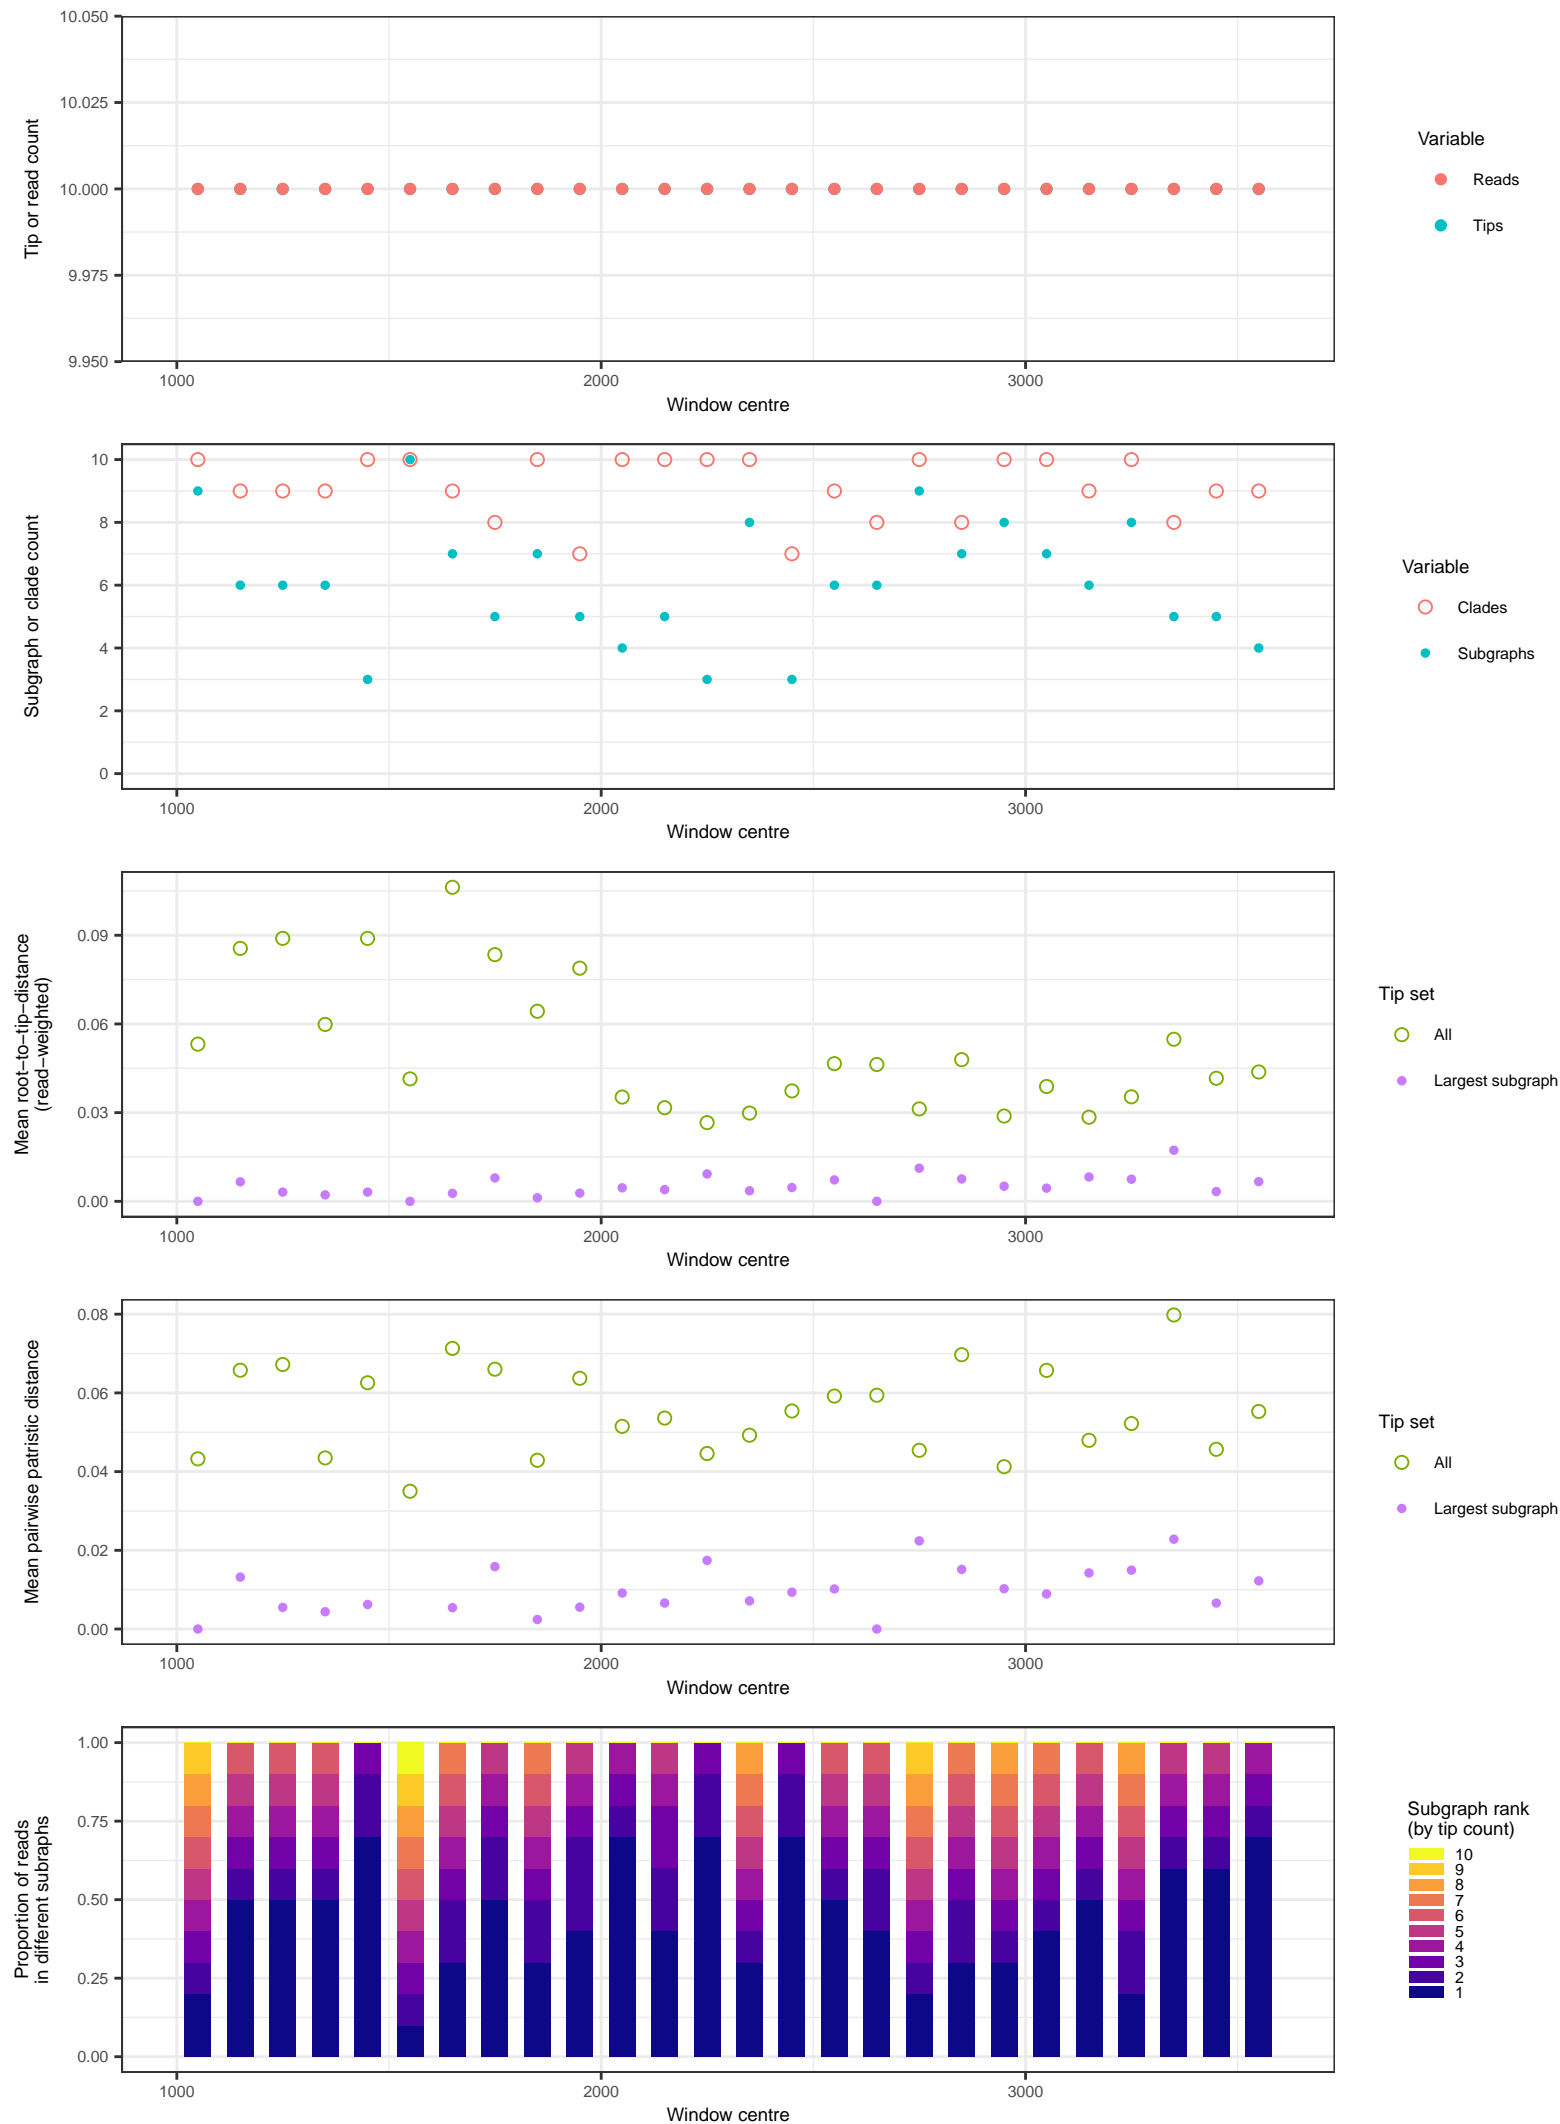 10.050
10.025
10.000
9.975
9.950
Tip or read count
1000 2000 3000
Window centre
Variable
Reads
Tips
10
8
6
4
2
0
Subgraph or clade count
1000 2000 3000
Window centre
Variable
Clades
Subgraphs
0.09
0.06
0.03
0.00
Mean root−to−tip−distance
(read−weighted)
1000 2000 3000
Window centre
Tip set
All
Largest subgraph
0.08
0.06
0.04
0.02
0.00
Mean pairwise patristic distance
1000 2000 3000
Window centre
Tip set
All
Largest subgraph
1.00
0.75
0.50
0.25
0.00
Proportion of reads
in different subraphs
1000 2000 3000
Window centre
Subgraph rank
(by tip count)
10
9
8
7
6
5
4
3
2
1